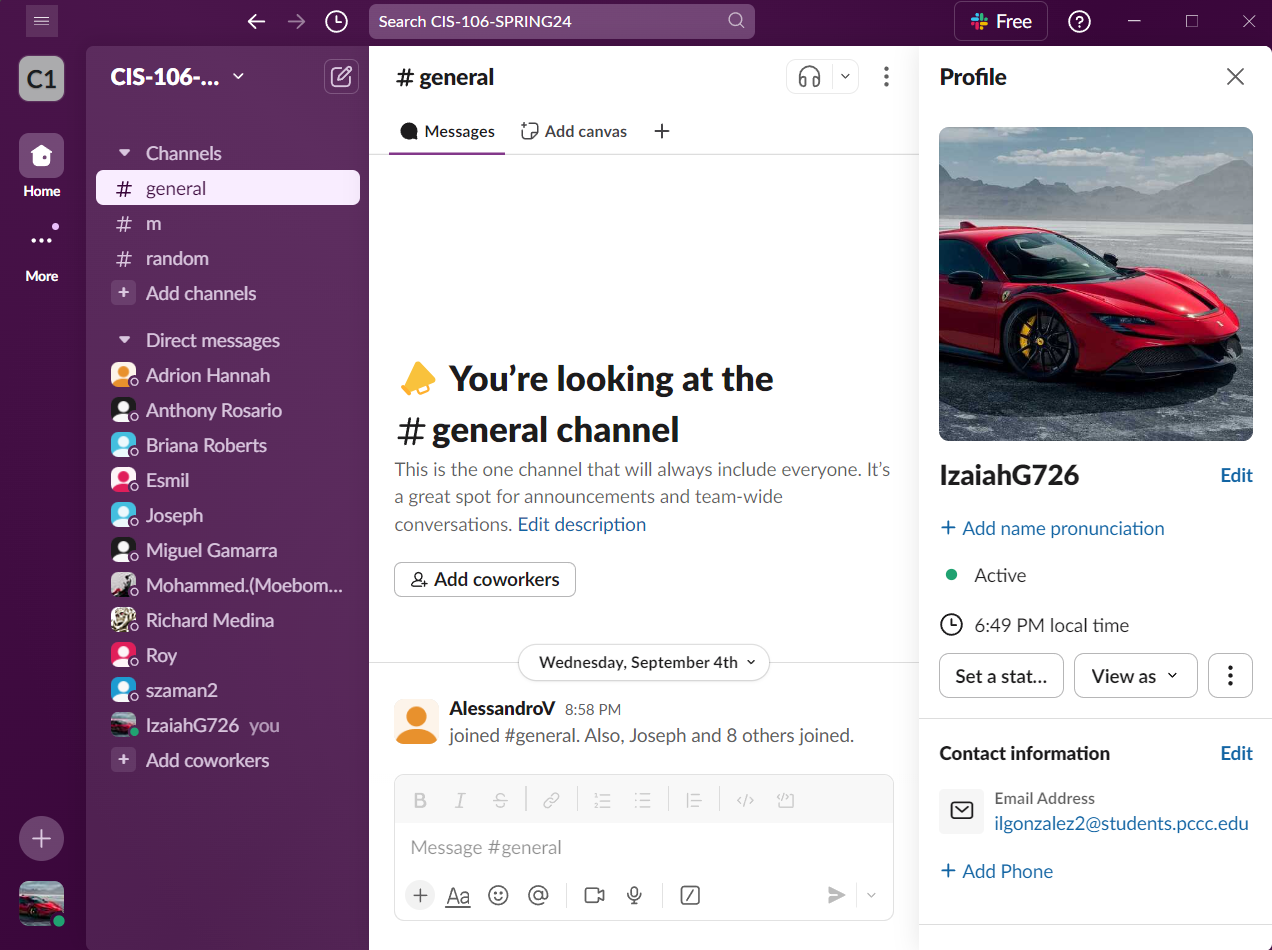 Search CIS-106-SPRING24
Free
C1
Home
More
CIS-106-...
Channels
# general
# m
# random
+ Add channels
Direct messages
Adrion Hannah
Anthony Rosario
Briana Roberts
Esmil
Joseph
Miguel Gamarra
Mohammed.(Moebom...
Richard Medina
Roy
szaman2
IzaiahG726 you
+ Add coworkers
# general
Messages
Add canvas
You’re looking at the
# general channel
This is the one channel that will always include everyone. It’s
a great spot for announcements and team-wide
conversations. Edit description
Add coworkers
Wednesday, September 4th
AlessandroV 8:58 PM
joined #general. Also, Joseph and 8 others joined.
B I S
Message #general
+ Aa @
Profile
IzaiahG726
Edit
+ Add name pronunciation
Active
6:49 PM local time
Set a stat...
View as
Contact information
Edit
Email Address
ilgonzalez2@students.pccc.edu
+ Add Phone